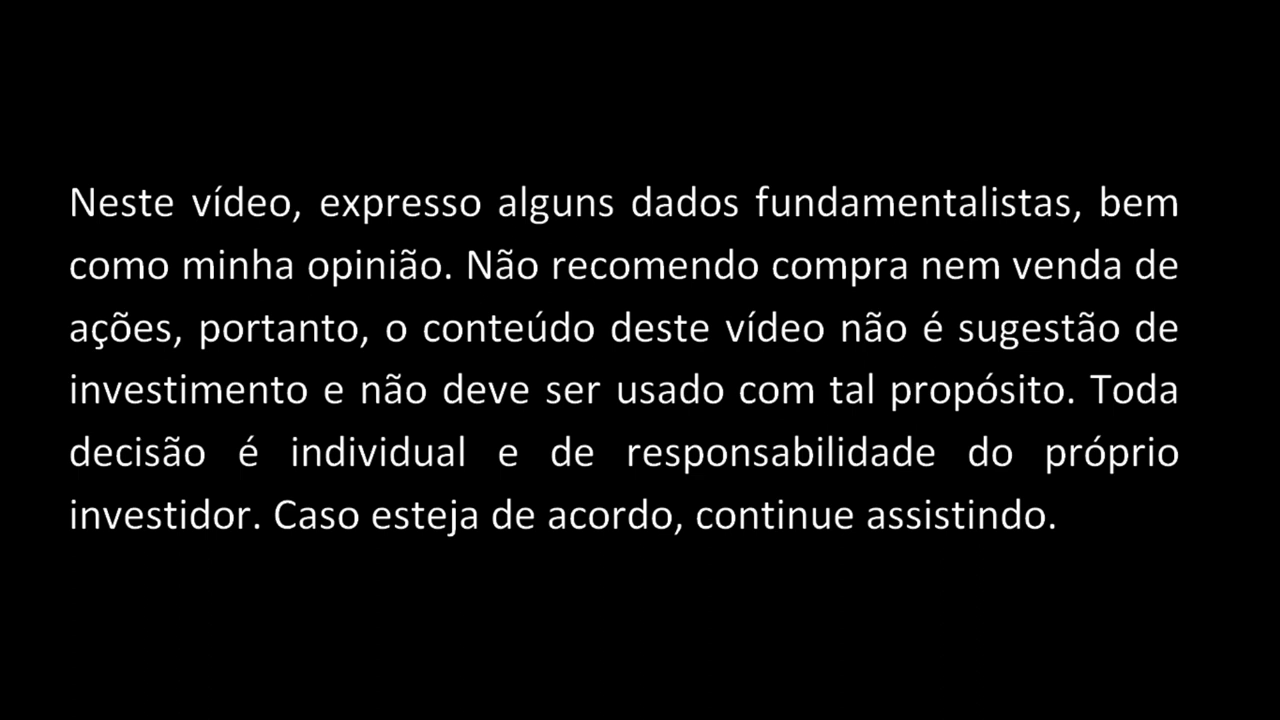 Neste vídeo, expresso alguns dados fundamentalistas, bem
como minha opinião. Não recomendo compra nem venda de
ações, portanto, o conteúdo deste vídeo não é sugestão de
investimento e não deve ser usado com tal propósito. Toda
decisão é individual e de responsabilidade do próprio
investidor. Caso esteja de acordo, continue assistindo.